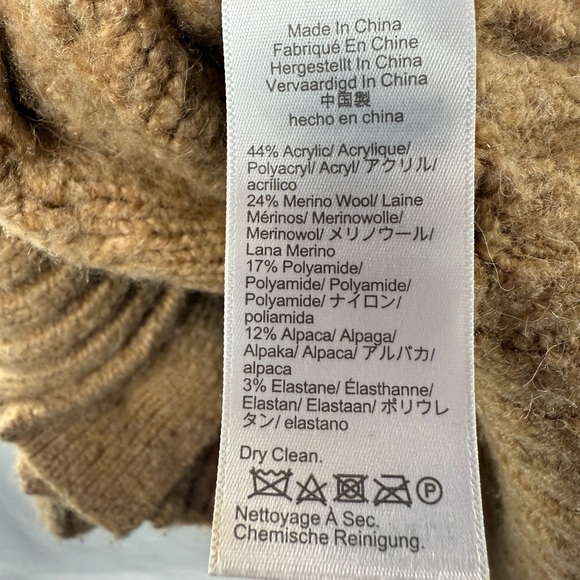 Made In China
Fabriqué En Chine
Hergestellt In China
Vervaardigd In China
中国製
hecho en china
44% Acrylic/ Acrylique/
Polyacryl/ Acryl/ アクリル/
acrílico
24% Merino Wool/ Laine
Mérinos/ Merinowolle/
Merinowol/ メリノウール/
Lana Merino
17% Polyamide/
Polyamide/ Polyamide/
Polyamide/ ナイロン/
poliamida
12% Alpaca/ Alpaga/
Alpaka/ Alpaca/ アルパカ/
alpaca
3% Elastane/ Élasthanne/
Elastan/ Elastaan/ ポリウレ
タン/ elastano
Dry Clean.
P
Nettoyage À Sec.
Chemische Reinigung.